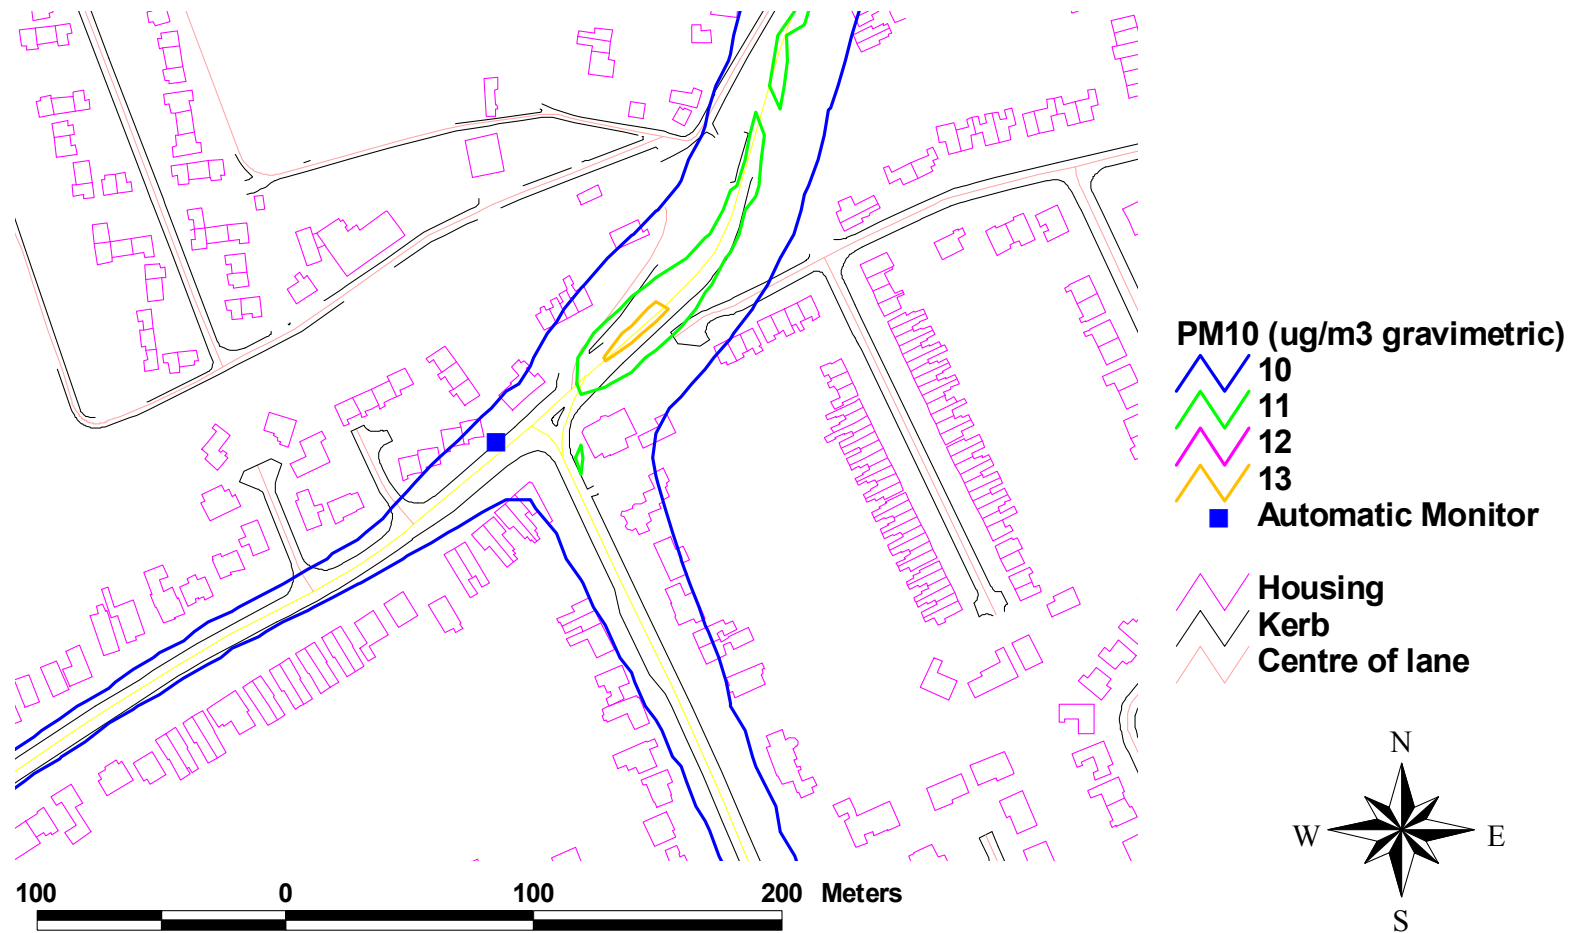 PM10 (ug/m3 gravimetric)
10
11
12
13
Automatic Monitor
Housing
Kerb
Centre of lane
N
W E
S
100 0 100 200 Meters